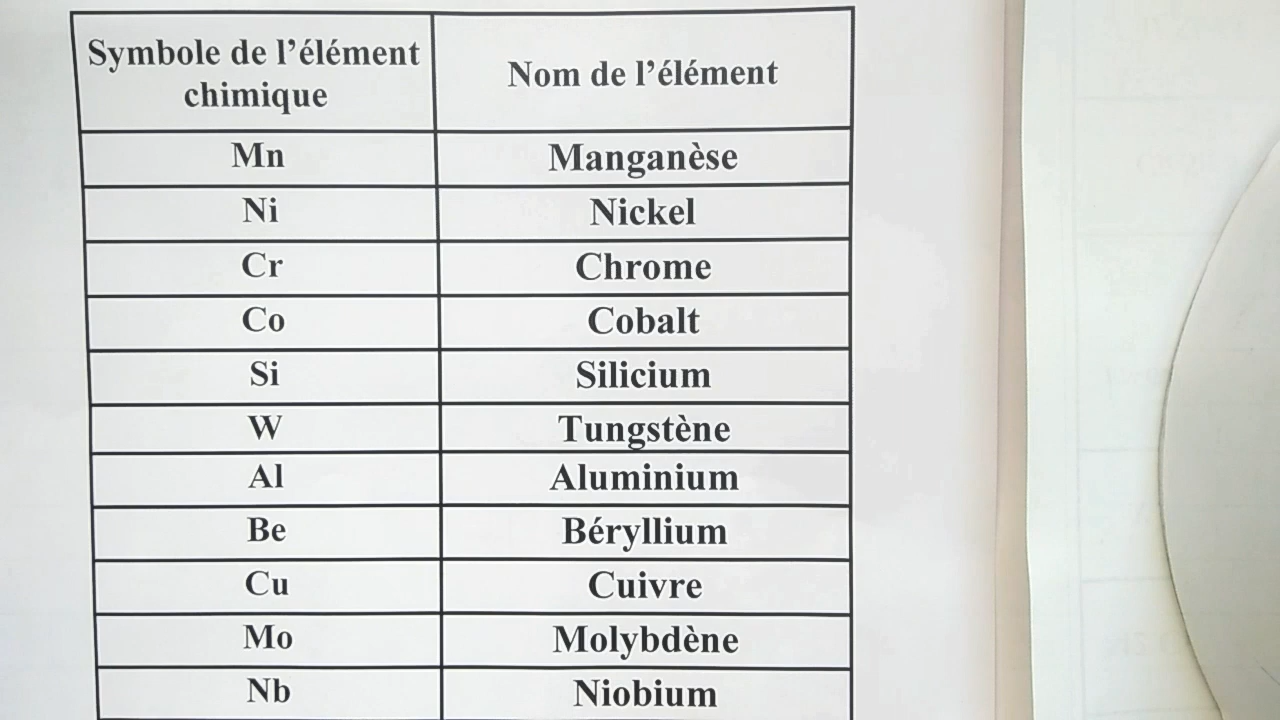 Symbole de l'élément
chimique
Nom de l'élément
Mn Manganèse
Ni Nickel
Cr Chrome
Co Cobalt
Si Silicium
W Tungstène
Al Aluminium
Be Béryllium
Cu Cuivre
Mo Molybdène
Nb Niobium